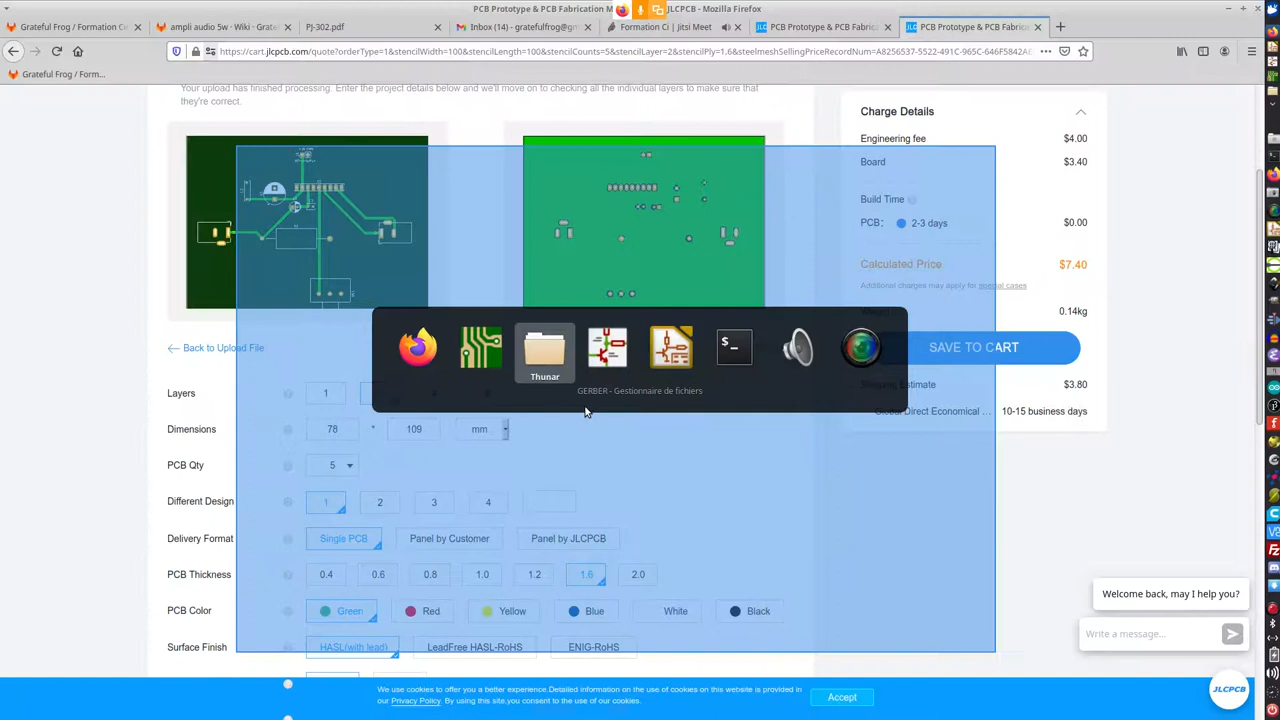 PCB Prototype & PCB Fabrication M JLCPCB - Mozilla Firefox
Grateful Frog / Formation C
ampli audio 5w - Wiki - Grate
PJ-302.pdf
Inbox (14) - gratefulfrog@
Formation Ci | Jitsi Meet
PCB Prototype & PCB Fabrica
PCB Prototype & PCB Fabrica
https://cart.jlcpcb.com/quote?orderType=1&stencilWidth=100&stencilLength=100&stencilCounts=5&stencilLayer=2&stencilPly=1.6&steelmeshSellingPriceRecordNum=A8256537-5522-491C-965C-646F5842A
Grateful Frog / Form...
Your upload has finished processing. Enter the project details below and we'll move on to checking all the individual layers to make sure that
they're correct.
Charge Details
Engineering fee $4.00
Board $3.40
Build Time
PCB: 2-3 days $0.00
Calculated Price $7.40
Additional charges may apply for special cases
0.14kg
SAVE TO CART
Shipping Estimate $3.80
Global Direct Economical ... 10-15 business days
Thunar
GERBER - Gestionnaire de fichiers
Back to Upload File
Layers 1
Dimensions 78 * 109 mm
PCB Qty 5
Different Design 1 2 3 4
Delivery Format Single PCB Panel by Customer Panel by JLCPCB
PCB Thickness 0.4 0.6 0.8 1.0 1.2 1.6 2.0
PCB Color Green Red Yellow Blue White Black
Surface Finish HASL(with lead) LeadFree HASL-RoHS ENIG-RoHS
Welcome back, may I help you?
Write a message...
JLCPCB
We use cookies to offer you a better experience.Detailed information on the use of cookies on this website is provided in
our Privacy Policy. By using this site,you consent to the use of our cookies.
Accept